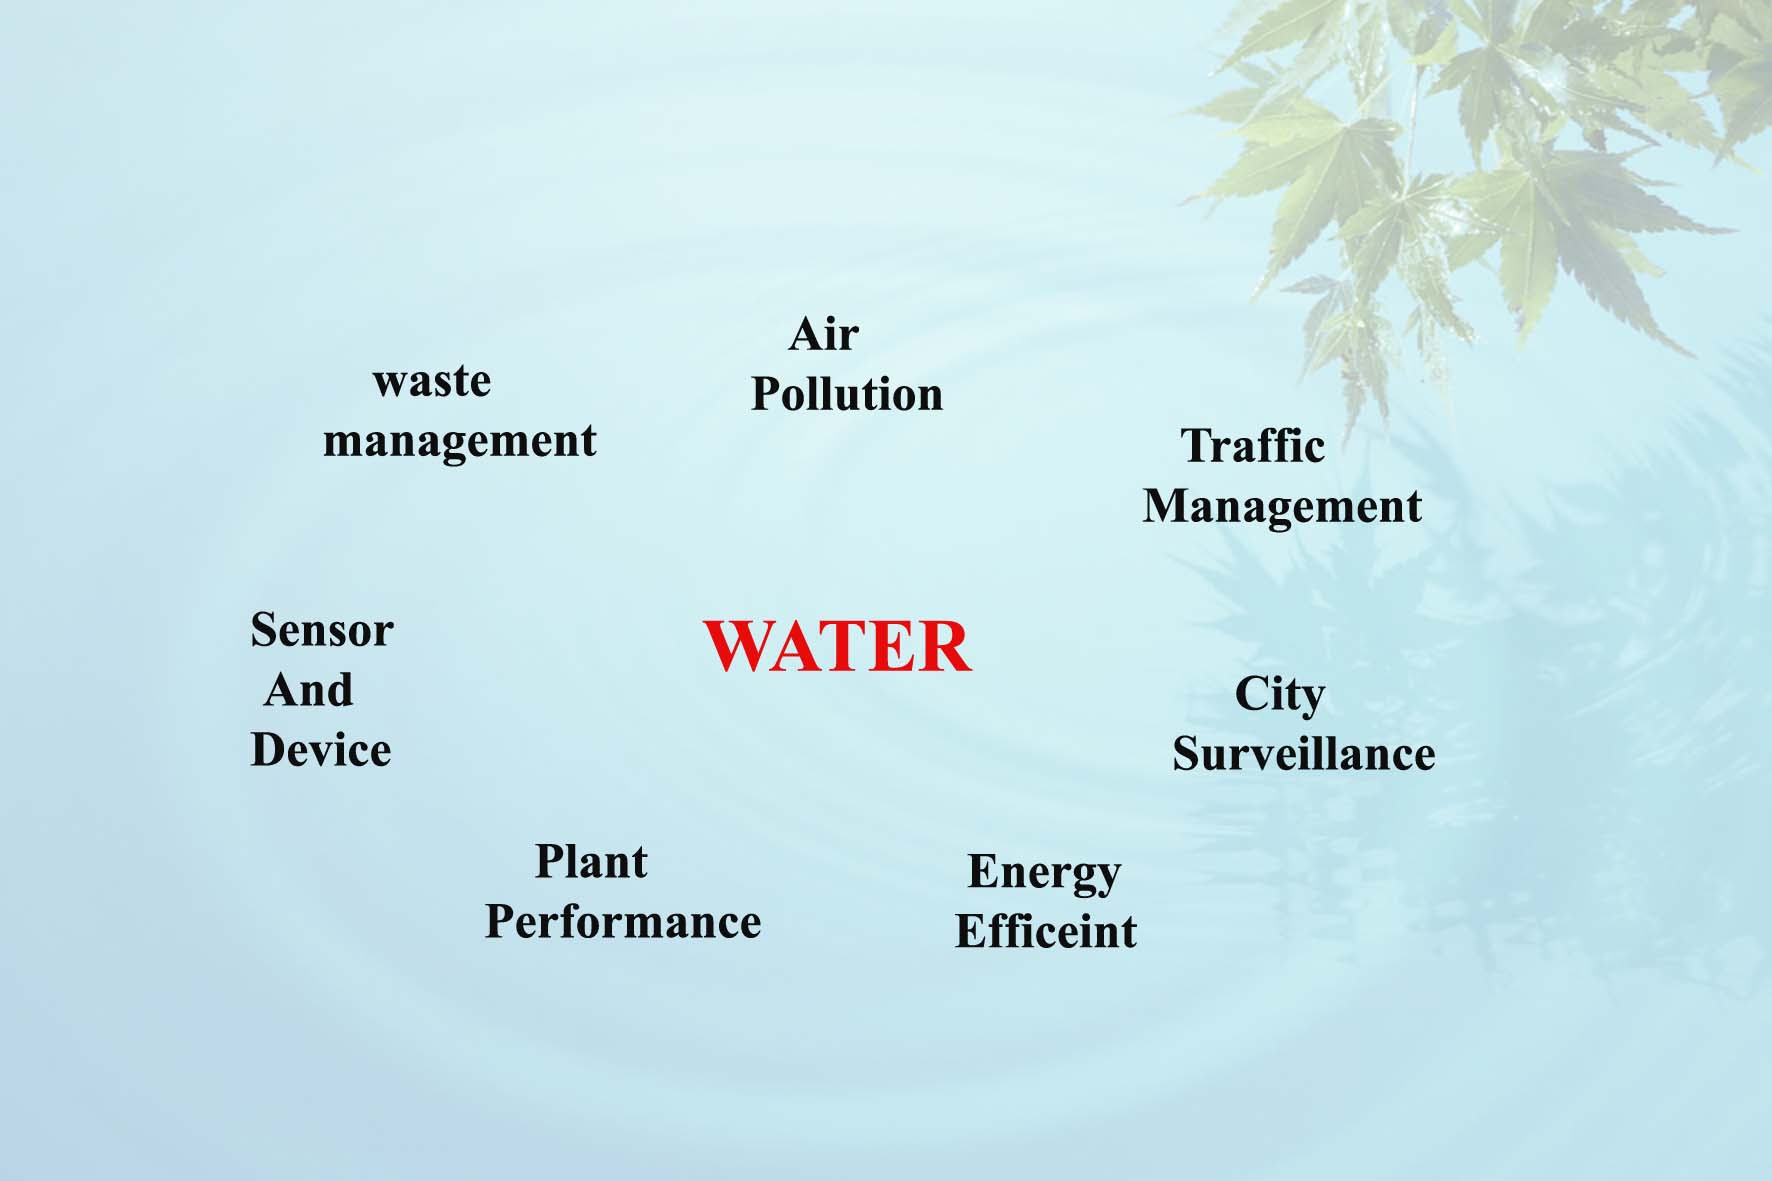 Air
Pollution
waste
management
Traffic
Management
Sensor
And
Device
WATER
City
Surveillance
Plant
Performance
Energy
Efficeint